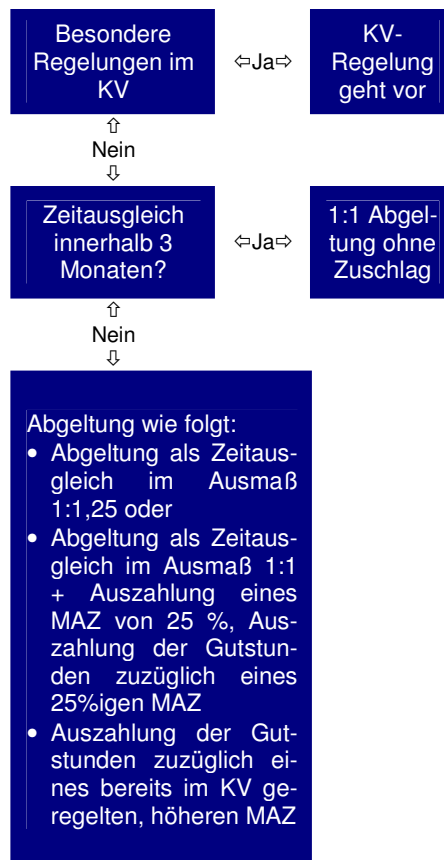 Besondere
Regelungen im
KV
⇦Ja⇨
KV-
Regelung
geht vor
⇧
Nein
⇩
Zeitausgleich
innerhalb 3
Monaten?
⇦Ja⇨
1:1 Abgel-
tung ohne
Zuschlag
⇧
Nein
⇩
Abgeltung wie folgt:
• Abgeltung als Zeitaus-
gleich im Ausmaß
1:1,25 oder
• Abgeltung als Zeitaus-
gleich im Ausmaß 1:1
+ Auszahlung eines
MAZ von 25 %, Aus-
zahlung der Gutstun-
den zuzüglich eines
25%igen MAZ
• Auszahlung der Gut-
stunden zuzüglich ei-
nes bereits im KV ge-
regelten, höheren MAZ